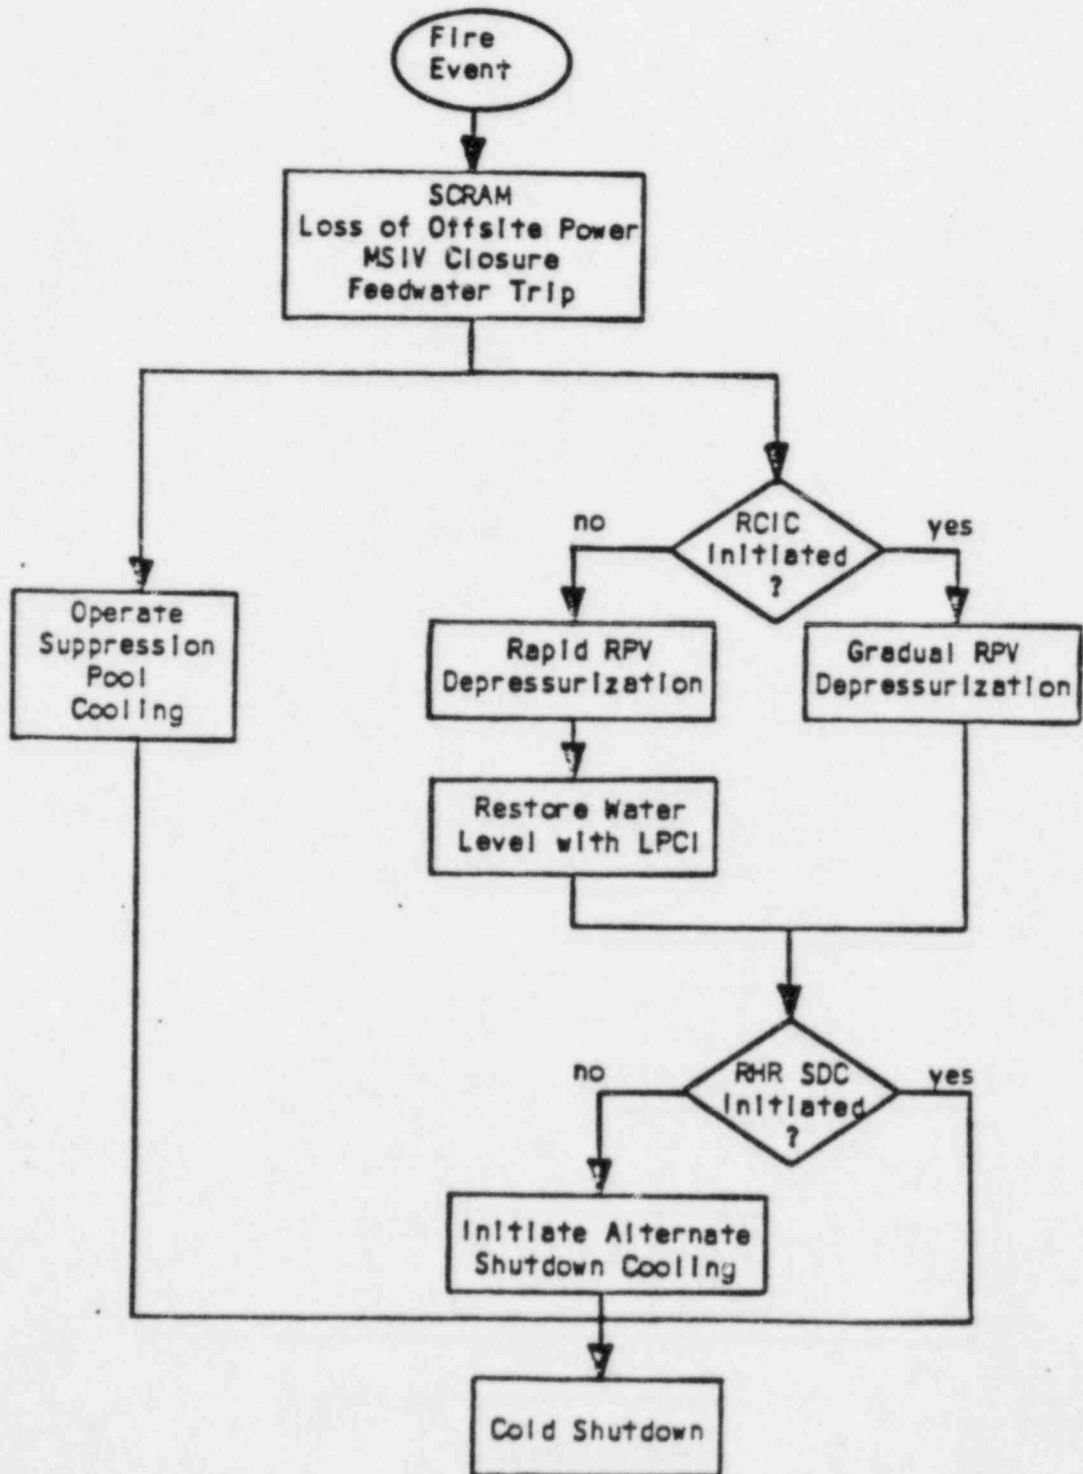 Fire
Event
SCRAM
Loss of Offsite Power
MSIV Closure
Feedwater Trip
RCIC
Initiated
?
no
yes
Operate
Suppression
Pool
Cooling
Rapid RPV
Depressurization
Gradual RPV
Depressurization
Restore Water
Level with LPCI
RHR SDC
Initiated
?
no
yes
Initiate Alternate
Shutdown Cooling
Cold Shutdown